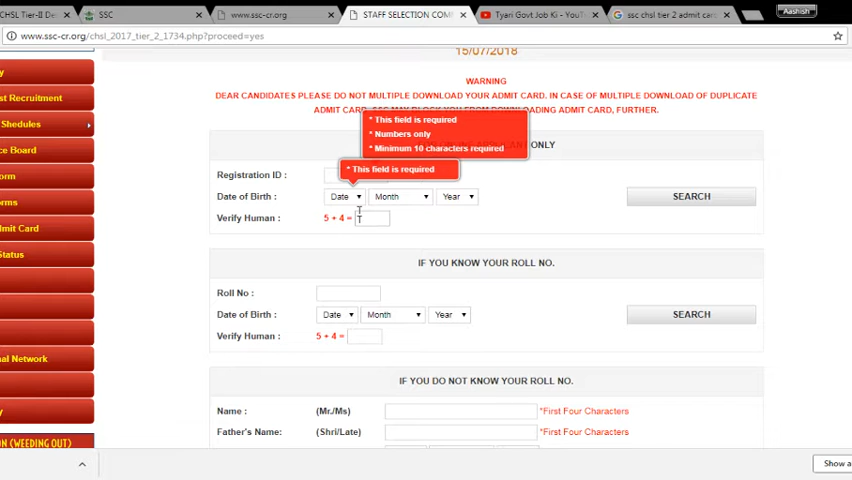 CHSL Tier-II De
SSC
www.ssc-cr.org
STAFF SELECTION COM
Tyari Govt Job Ki - YouT
ssc chsl tier 2 admit card
Aashish
www.ssc-cr.org/chsl_2017_tier_2_1734.php?proceed=yes
15/07/2018
WARNING
DEAR CANDIDATES PLEASE DO NOT MULTIPLE DOWNLOAD YOUR ADMIT CARD. IN CASE OF MULTIPLE DOWNLOAD OF DUPLICATE
ADMIT CARD, SSC MAY BLOCK YOU FROM DOWNLOADING ADMIT CARD, FURTHER.
* This field is required
* Numbers only
* Minimum 10 characters required
ONLY
* This field is required
Registration ID :
Date of Birth :
Date
Month
Year
SEARCH
Verify Human :
5 + 4 =
IF YOU KNOW YOUR ROLL NO.
Roll No :
Date of Birth :
Date
Month
Year
SEARCH
Verify Human :
5 + 4 =
IF YOU DO NOT KNOW YOUR ROLL NO.
Name :
(Mr./Ms)
*First Four Characters
Father's Name:
(Shri/Late)
*First Four Characters
y
st Recruitment
Shedules
ce Board
orm
orms
mit Card
Status
nal Network
y
ON (WEEDING OUT)
Show a